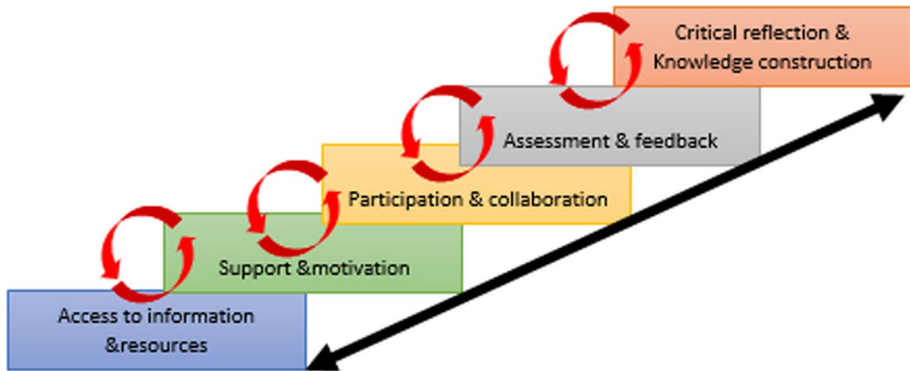 Critical reflection &
Knowledge construction
Assessment & feedback
Participation & collaboration
Support &motivation
Access to information
&resources